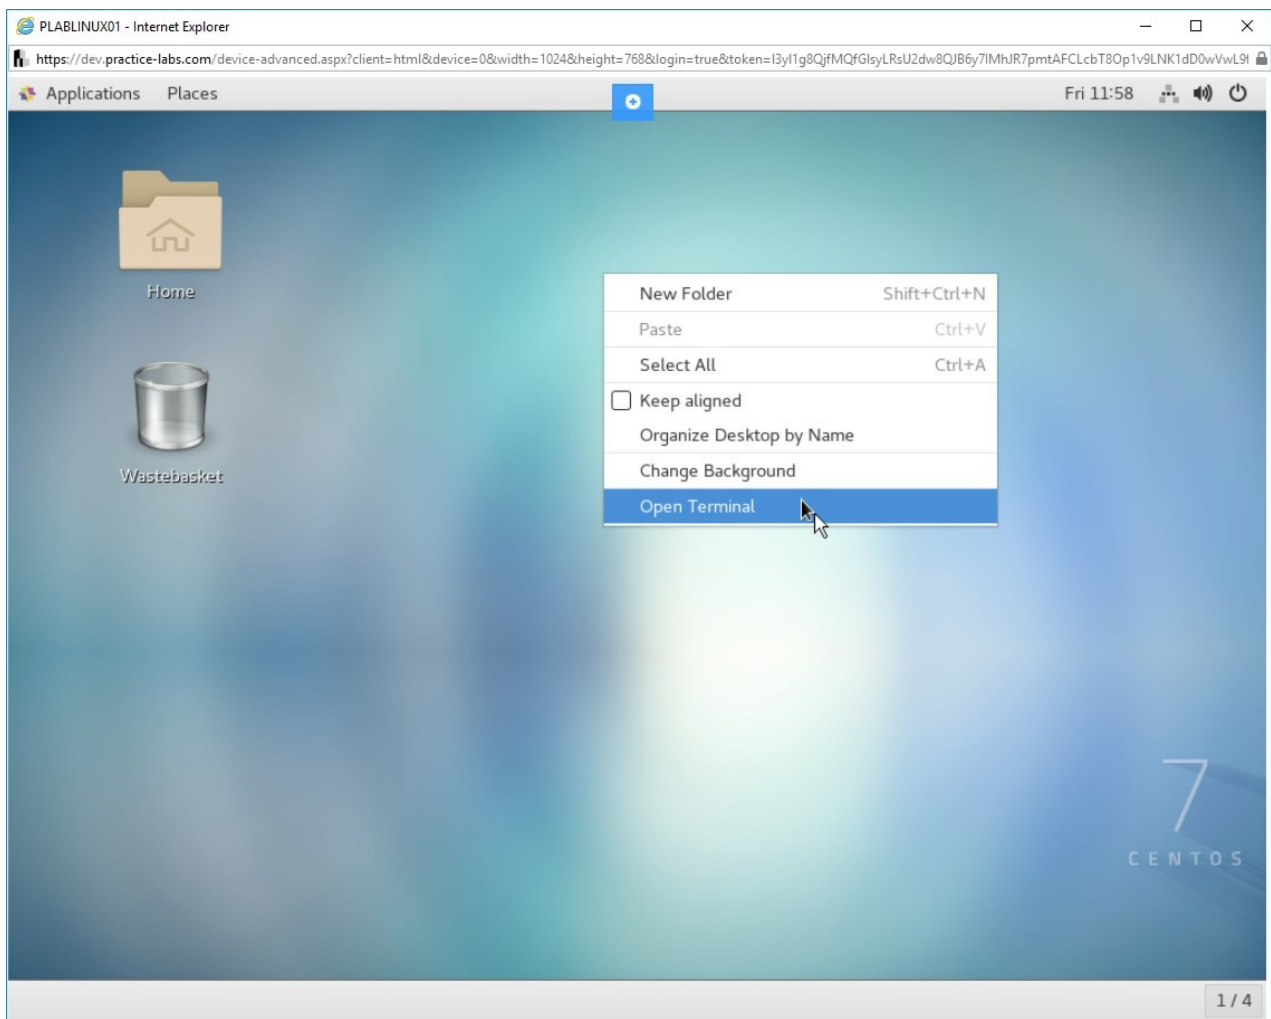 PLABLINUX01 - Internet Explorer
https://dev.practice-labs.com/device-advanced.aspx?client=html&device=0&width=1024&height=768&login=true&token=
Applications Places Fri 11:58
Home
Wastebasket
New Folder Shift+Ctrl+N
Paste Ctrl+V
Select All Ctrl+A
Keep aligned
Organize Desktop by Name
Change Background
Open Terminal
7
CENTOS
1 / 4